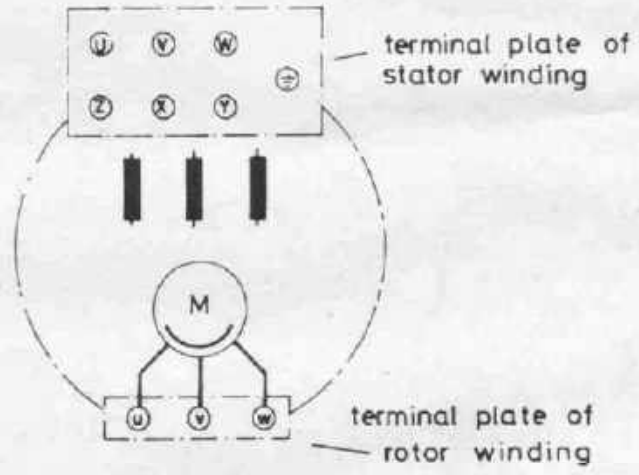 U V W
terminal plate of
stator winding
Z X Y
M
u v w
terminal plate of
rotor winding